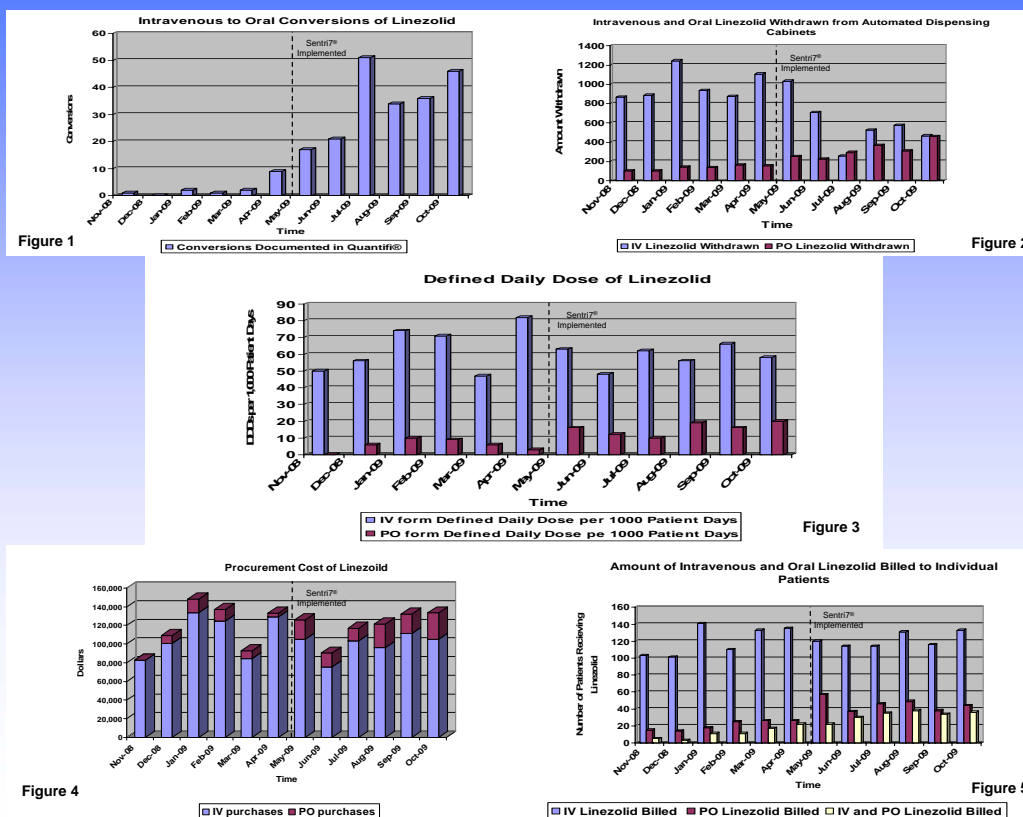 Intravenous to Oral Conversions of Linezolid
60
50
40
30
20
10
0
Conversions
Sentri7®
Implemented
Nov-08
Dec-08
Jan-09
Feb-09
Mar-09
Apr-09
May-09
Jun-09
Jul-09
Aug-09
Sep-09
Oct-09
Time
Conversions Documented in Quantifi®
Figure 1
Intravenous and Oral Linezolid Withdrawn from Automated Dispensing
Cabinets
1400
1200
1000
800
600
400
200
0
Amount Withdrawn
Sentri7®
Implemented
Nov-08
Dec-08
Jan-09
Feb-09
Mar-09
Apr-09
May-09
Jun-09
Jul-09
Aug-09
Sep-09
Oct-09
Time
IV Linezolid Withdrawn PO Linezolid Withdrawn
Figure 2
Defined Daily Dose of Linezolid
90
80
70
60
50
40
30
20
10
0
DDDs per 1,000 Patient Days
Sentri7®
Implemented
Nov-08
Dec-08
Jan-09
Feb-09
Mar-09
Apr-09
May-09
Jun-09
Jul-09
Aug-09
Sep-09
Oct-09
Time
IV form Defined Daily Dose per 1000 Patient Days
PO form Defined Daily Dose pe 1000 Patient Days
Figure 3
Procurement Cost of Linezoild
160,000
140,000
120,000
100,000
80,000
60,000
40,000
20,000
0
Dollars
Sentri7®
Implemented
Nov-08
Dec-08
Jan-09
Feb-09
Mar-09
Apr-09
May-09
Jun-09
Jul-09
Aug-09
Sep-09
Oct-09
Time
IV purchases PO purchases
Figure 4
Amount of Intravenous and Oral Linezolid Billed to Individual
Patients
160
140
120
100
80
60
40
20
0
Number of Patients Recieving
Linezolid
Sentri7®
Implemented
Nov-08
Dec-08
Jan-09
Feb-09
Mar-09
Apr-09
May-09
Jun-09
Jul-09
Aug-09
Sep-09
Oct-09
Time
IV Linezolid Billed PO Linezolid Billed IV and PO Linezolid Billed
Figure 5